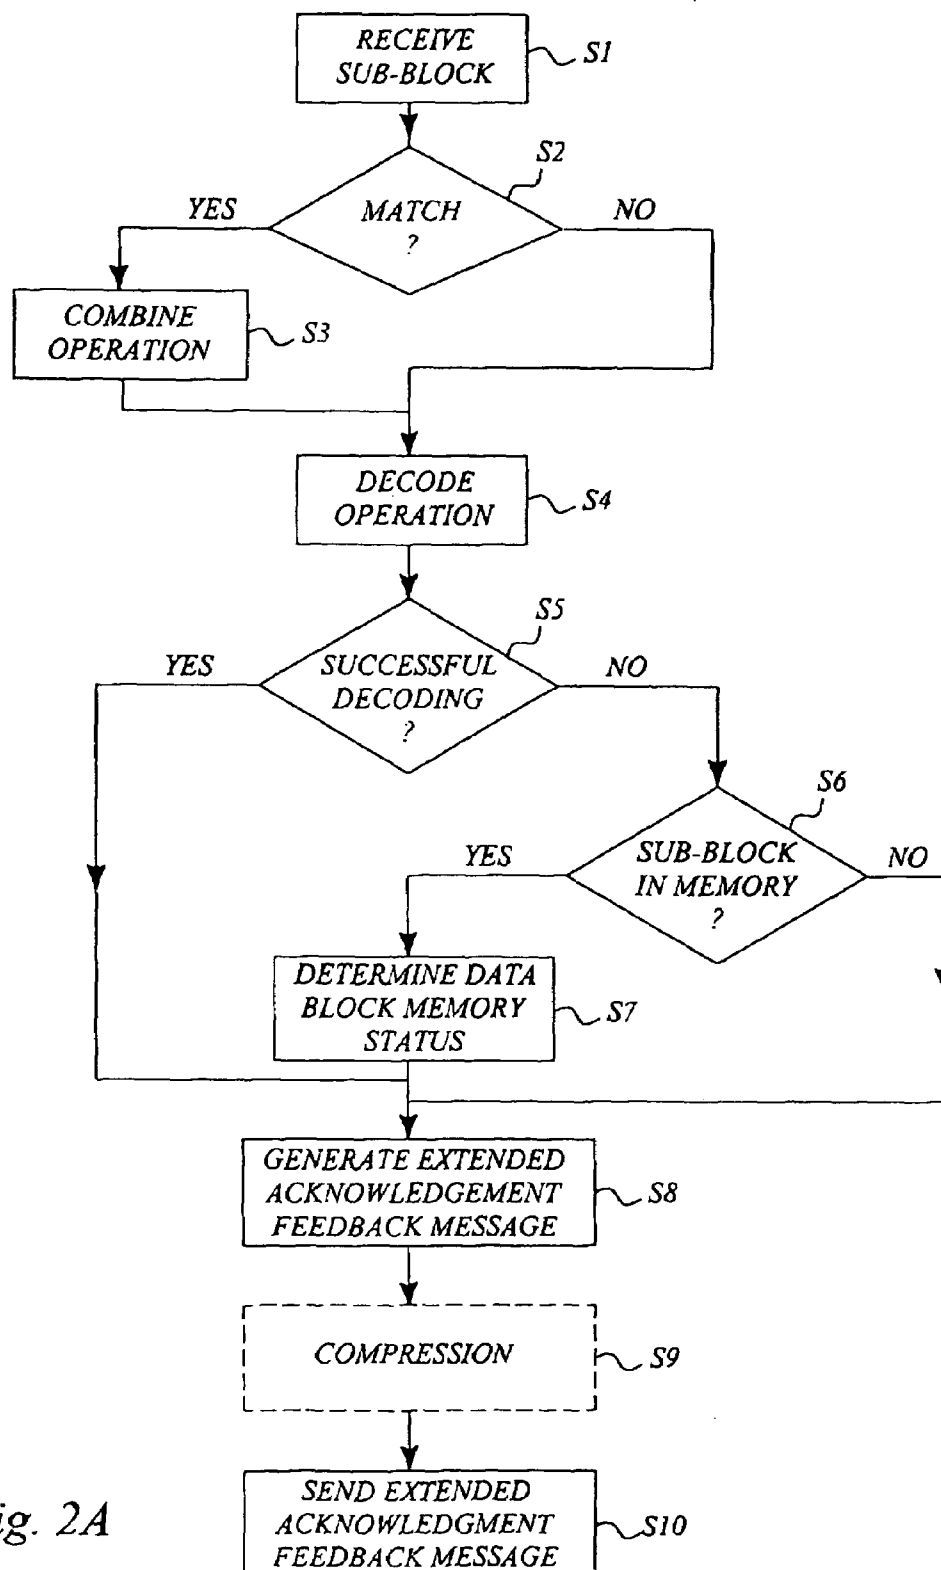 RECEIVE
SUB-BLOCK
S1
S2
MATCH
?
YES
NO
COMBINE
OPERATION
S3
DECODE
OPERATION
S4
S5
SUCCESSFUL
DECODING
?
YES
NO
S6
SUB-BLOCK
IN MEMORY
?
YES
NO
DETERMINE DATA
BLOCK MEMORY
STATUS
S7
GENERATE EXTENDED
ACKNOWLEDGEMENT
FEEDBACK MESSAGE
S8
COMPRESSION
S9
SEND EXTENDED
ACKNOWLEDGMENT
FEEDBACK MESSAGE
S10
ig. 2A